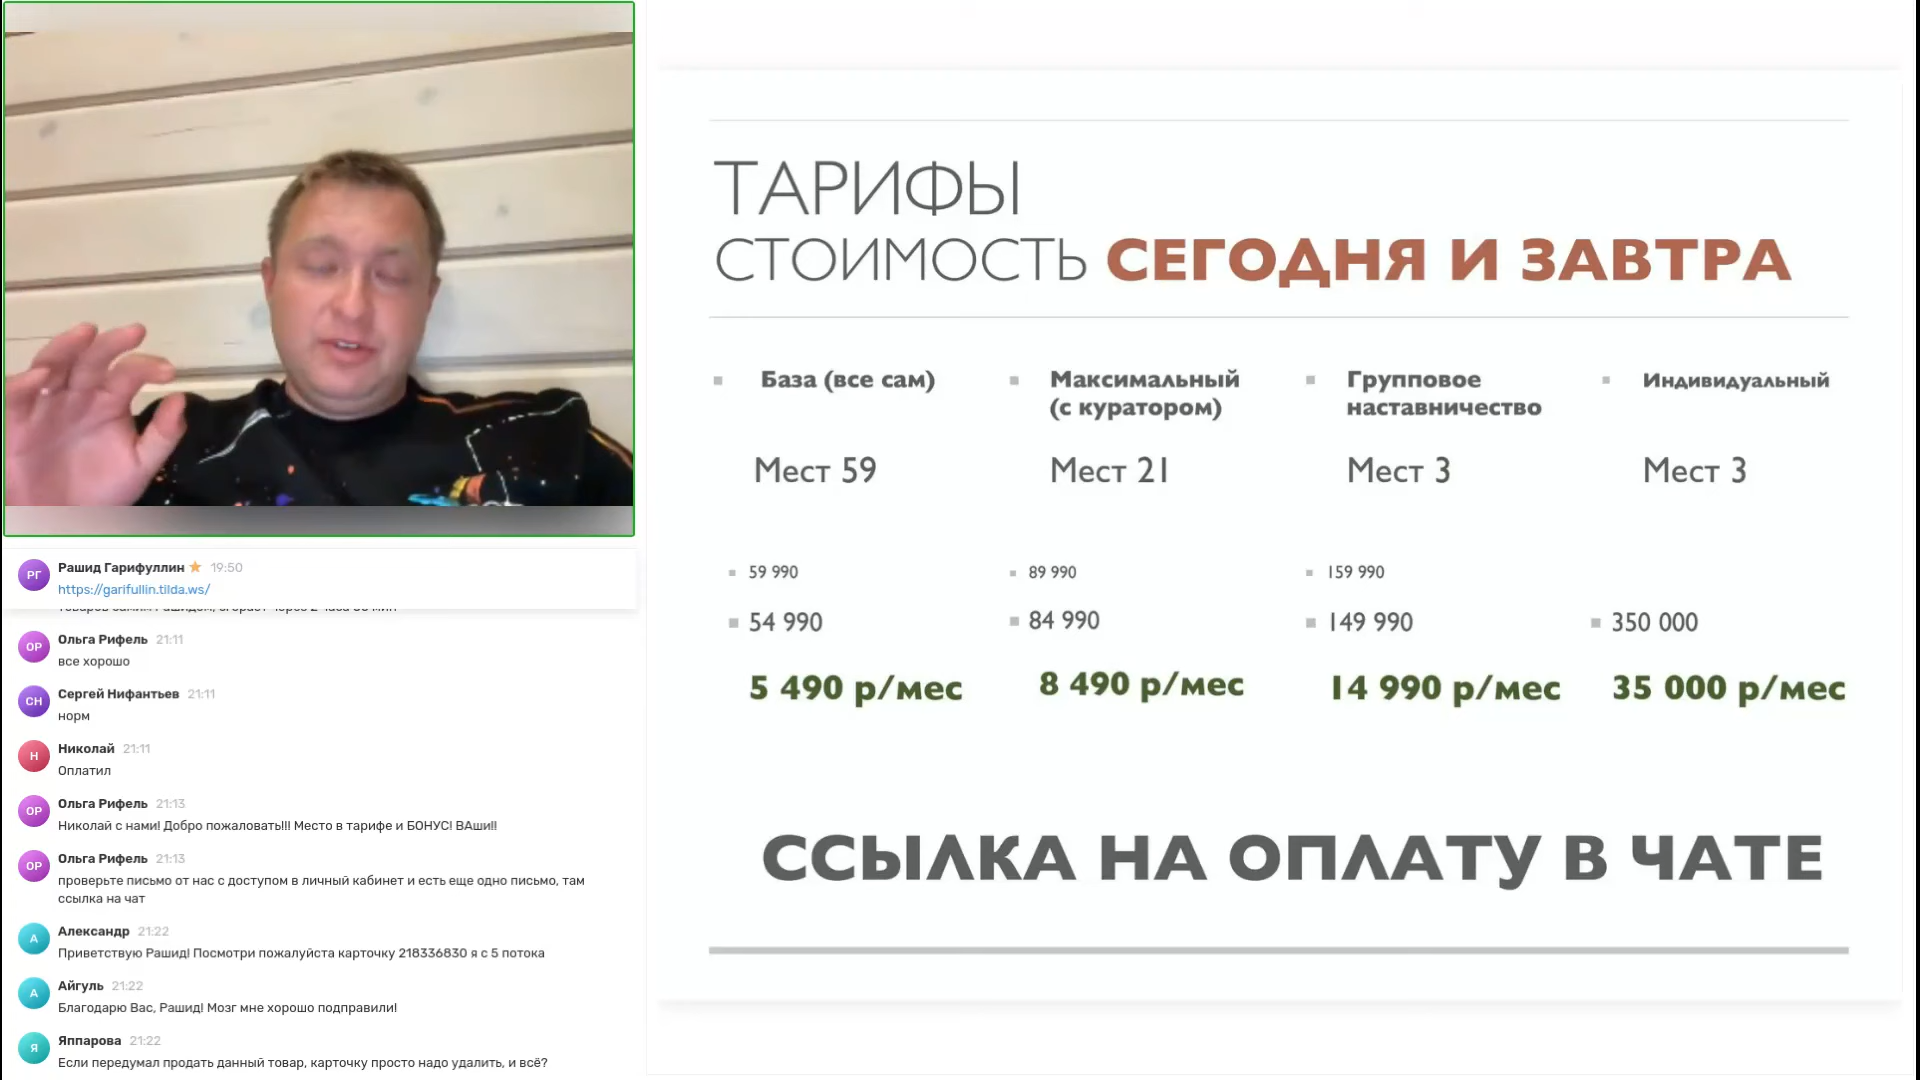 РГ
Рашид Гарифуллин 19:50
https://garifullin.tilda.ws/
ОР
Ольга Рифель 21:11
все хорошо
СН
Сергей Нифантьев 21:11
норм
Н
Николай 21:11
Оплатил
ОР
Ольга Рифель 21:13
Николай с нами! Добро пожаловать!!! Место в тарифе и БОНУС! ВАши!!
ОР
Ольга Рифель 21:13
проверьте письмо от нас с доступом в личный кабинет и есть еще одно письмо, там
ссылка на чат
А
Александр 21:22
Приветствую Рашид! Посмотри пожалуйста карточку 218336830 я с 5 потока
А
Айгуль 21:22
Благодарю Вас, Рашид! Мозг мне хорошо подправили!
Я
Яппарова 21:22
Если передумал продать данный товар, карточку просто надо удалить, и всё?
ТАРИФЫ
СТОИМОСТЬ СЕГОДНЯ И ЗАВТРА
База (все сам)
Мест 59
59 990
54 990
5 490 р/мес
Максимальный
(с куратором)
Мест 21
89 990
84 990
8 490 р/мес
Групповое
наставничество
Мест 3
159 990
149 990
14 990 р/мес
Индивидуальный
Мест 3
350 000
35 000 р/мес
ССЫЛКА НА ОПЛАТУ В ЧАТЕ